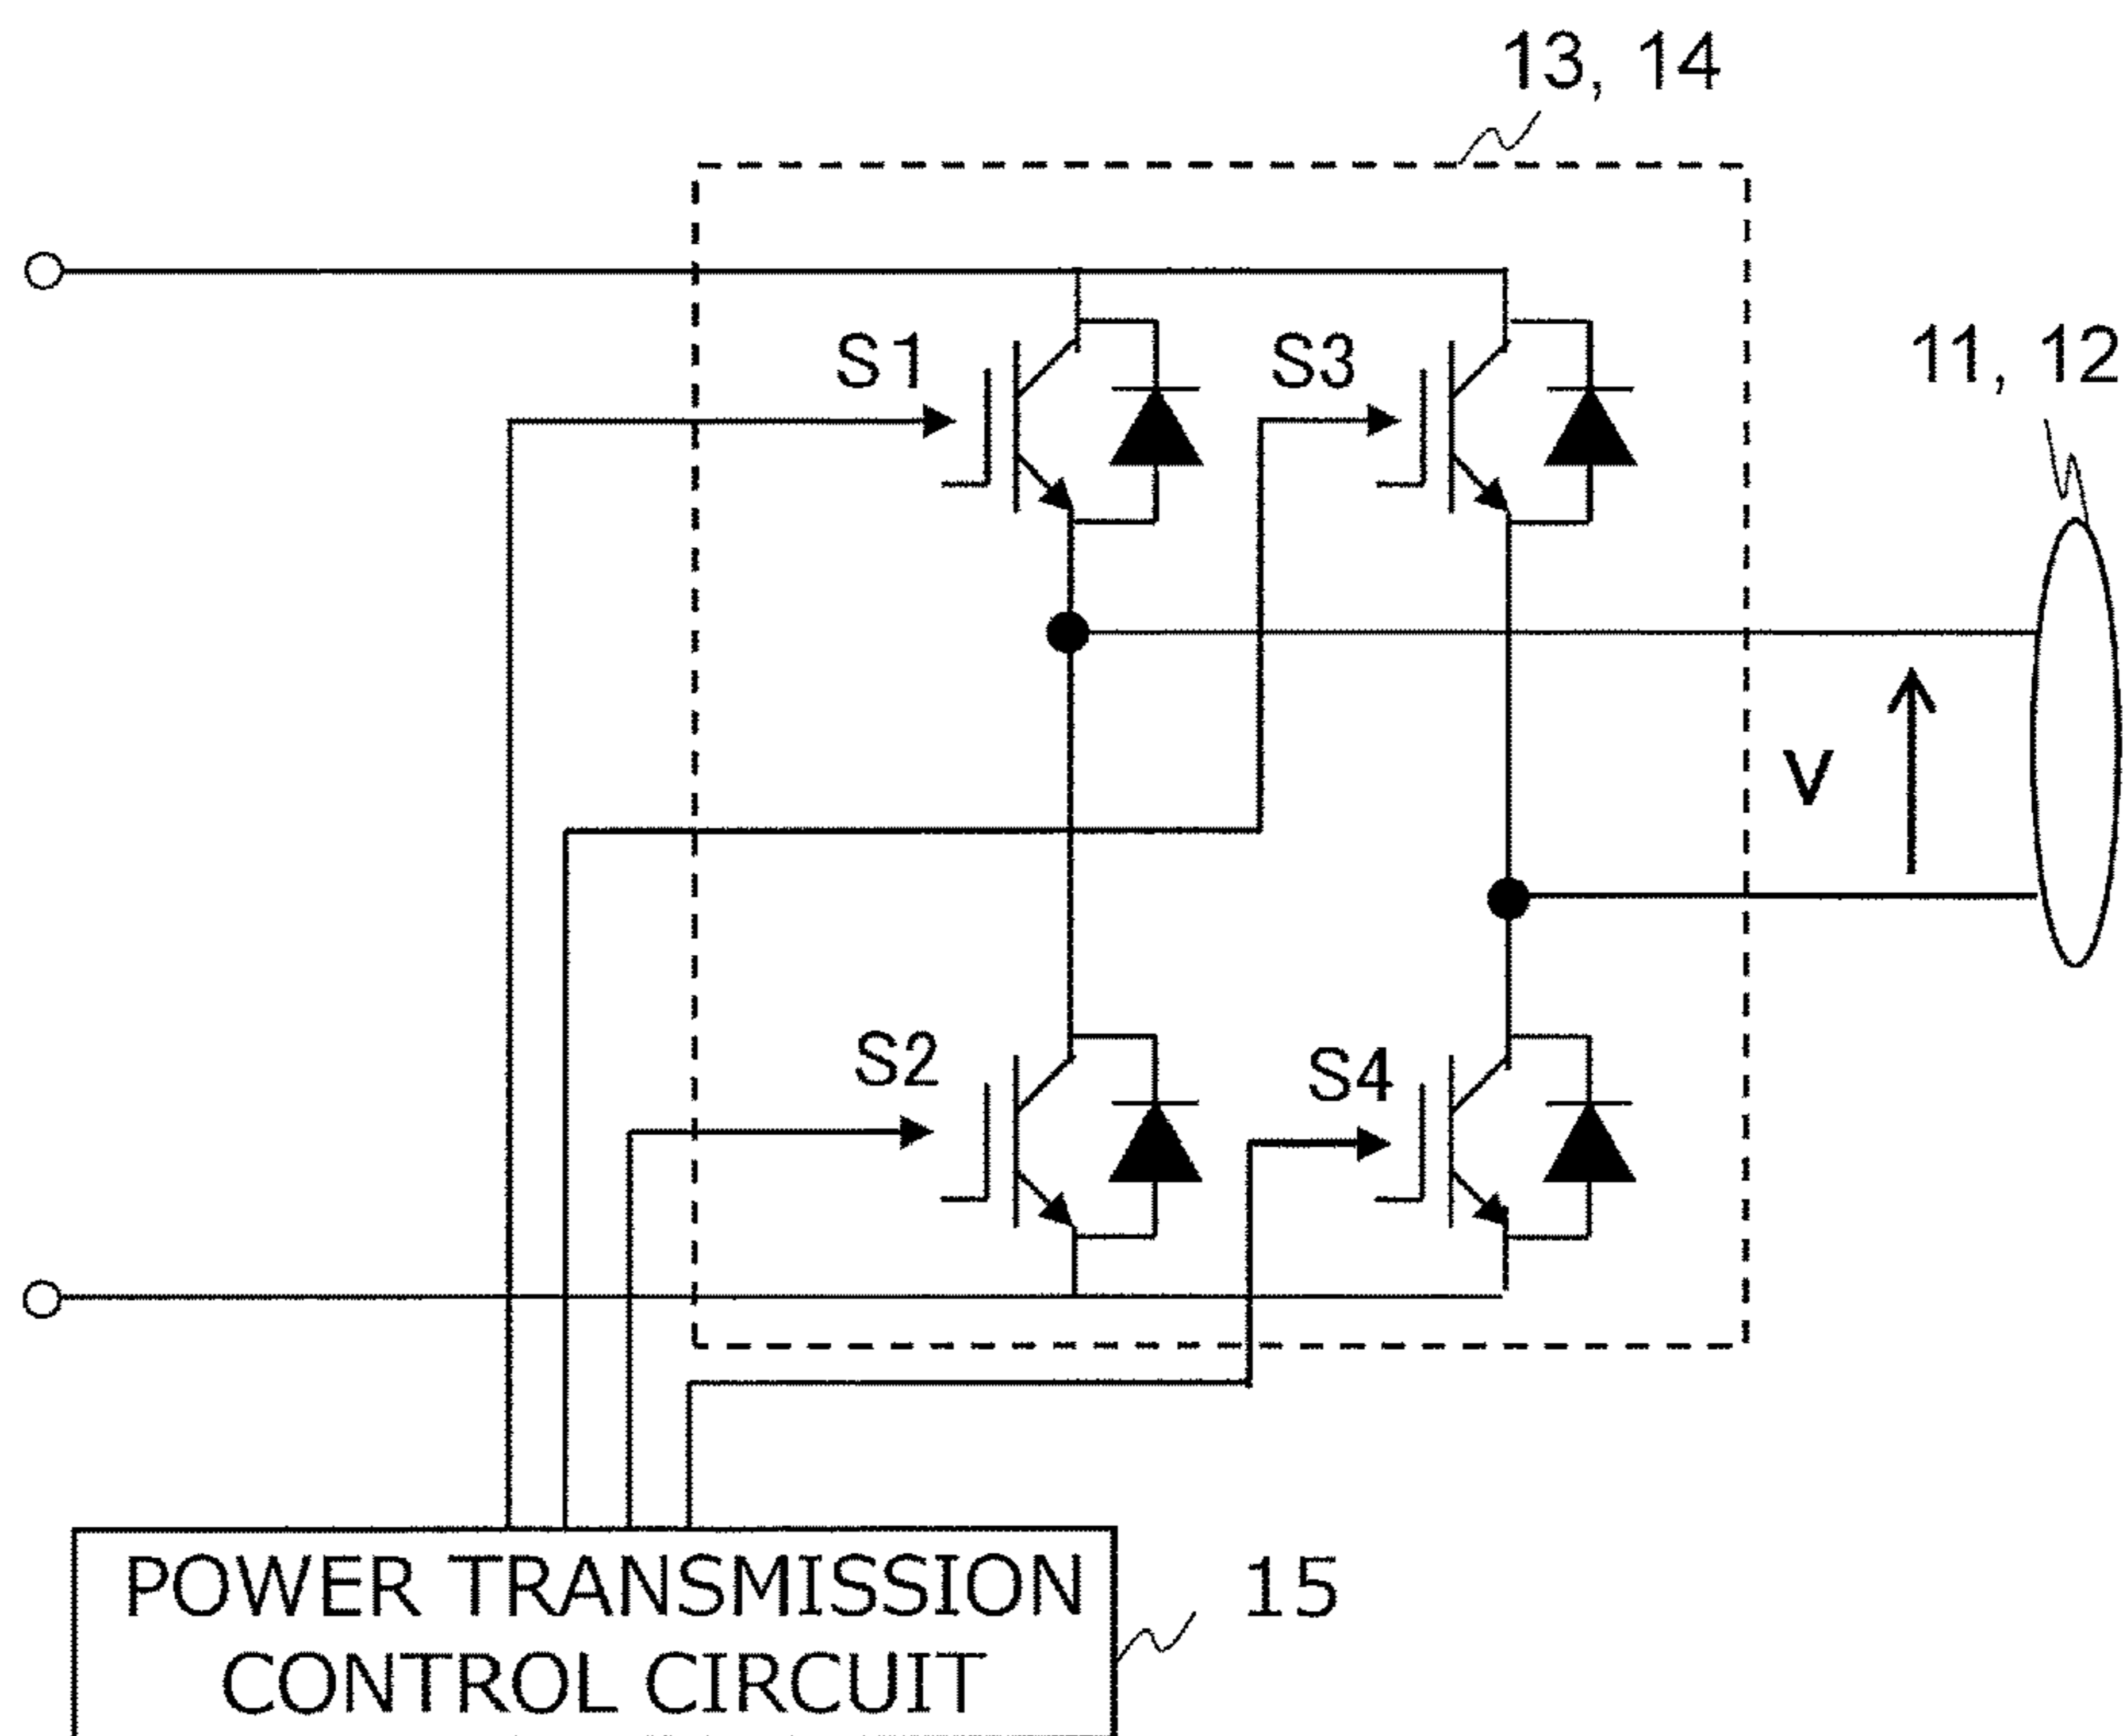 13, 14
S1
S3
11, 12
V
S2
S4
POWER TRANSMISSION
CONTROL CIRCUIT
15